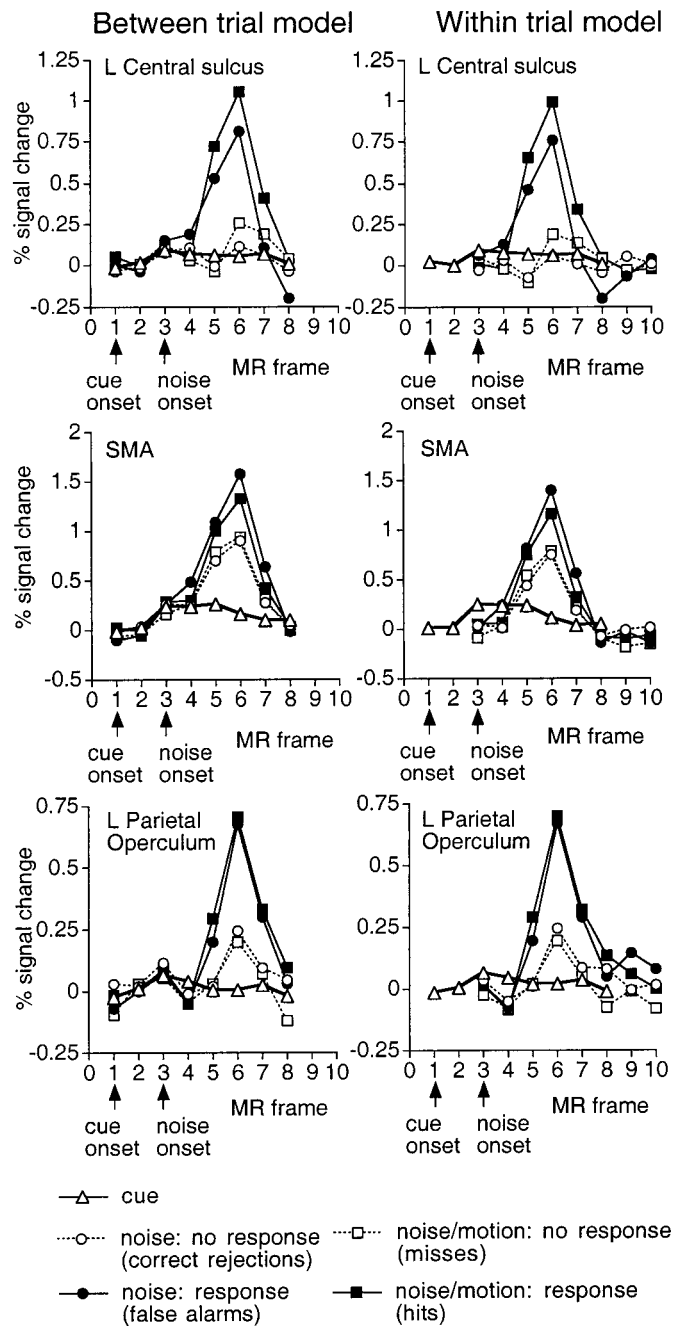 Between trial model
Within trial model
L Central sulcus
1.25
1
0.75
0.5
0.25
0
-0.25
% signal change
0 1 2 3 4 5 6 7 8 9 10
cue onset
noise onset
MR frame
L Central sulcus
1.25
1
0.75
0.5
0.25
0
-0.25
0 1 2 3 4 5 6 7 8 9 10
cue onset
noise onset
MR frame
SMA
2
1.5
1
0.5
0
-0.5
% signal change
0 1 2 3 4 5 6 7 8 9 10
cue onset
noise onset
MR frame
SMA
2
1.5
1
0.5
0
-0.5
0 1 2 3 4 5 6 7 8 9 10
cue onset
noise onset
MR frame
L Parietal
Operculum
0.75
0.5
0.25
0
-0.25
% signal change
0 1 2 3 4 5 6 7 8 9 10
cue onset
noise onset
MR frame
L Parietal
Operculum
0.75
0.5
0.25
0
-0.25
0 1 2 3 4 5 6 7 8 9 10
cue onset
noise onset
MR frame
cue
noise: no response
(correct rejections)
noise/motion: no response
(misses)
noise: response
(false alarms)
noise/motion: response
(hits)